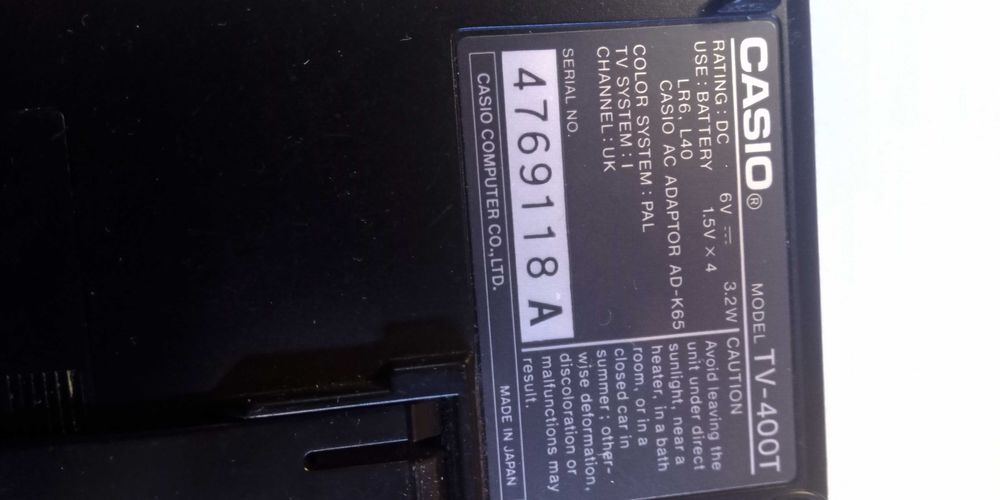 CASIO® MODEL TV-400T
RATING : DC 6V ⎓ 3.2W
USE : BATTERY 1.5V × 4
LR6, L40
CASIO AC ADAPTOR AD-K65
COLOR SYSTEM : PAL
TV SYSTEM : I
CHANNEL : UK
SERIAL NO.
4769118 A
CAUTION
Avoid leaving the
unit under direct
sunlight, near a
heater, in a bath
room, or in a
closed car in
summer ; other-
wise deformation,
discoloration or
malfunctions may
result.
CASIO COMPUTER CO.,LTD. MADE IN JAPAN